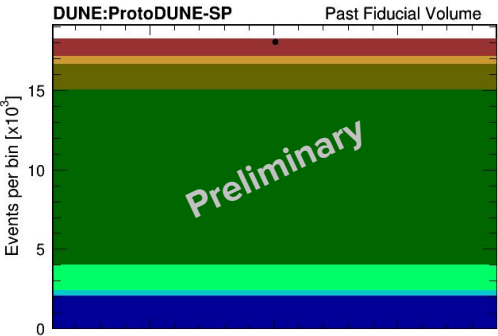 DUNE:ProtoDUNE-SP Past Fiducial Volume
Events per bin [x10³]
15
10
5
0
Preliminary